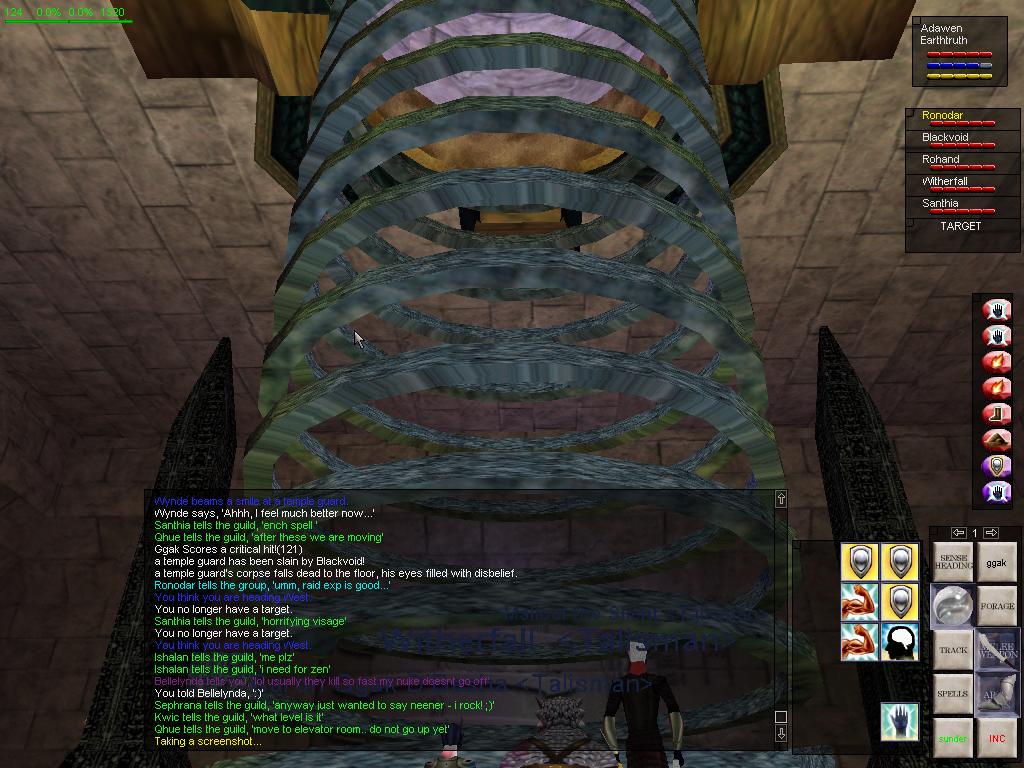 124 0.0% 0.0% 1320
Adawen
Earthtruth
Ronodar
Blackvoid
Rohand
Witherfall
Santhia
TARGET
Wynde beams a smile at a temple guard.
Wynde says, 'Ahhh, I feel much better now...'
Santhia tells the guild, 'ench spell '
Qhue tells the guild, 'after these we are moving'
Ggak Scores a critical hit!(121)
a temple guard has been slain by Blackvoid!
a temple guard's corpse falls dead to the floor, his eyes filled with disbelief.
Ronodar tells the group, 'umm, raid exp is good...'
You think you are heading West.
You no longer have a target.
Santhia tells the guild, 'horrifying visage'
You no longer have a target.
You think you are heading West.
Ishalan tells the guild, 'me plz'
Ishalan tells the guild, 'i need for zen'
Bellelynda tells you, 'lol usually they kill so fast my nuke doesnt go off'
You told Bellelynda, ':)'
Sephrana tells the guild, 'anyway just wanted to say neener - i rock! ;)'
Kwic tells the guild, 'what level is it'
Qhue tells the guild, 'move to elevator room.. do not go up yet'
Taking a screenshot...
Witherfall <Talisman>
<Talisman>
1
SENSE HEADING
ggak
FORAGE
TRACK
MELEE
SPELLS
sunder
INC